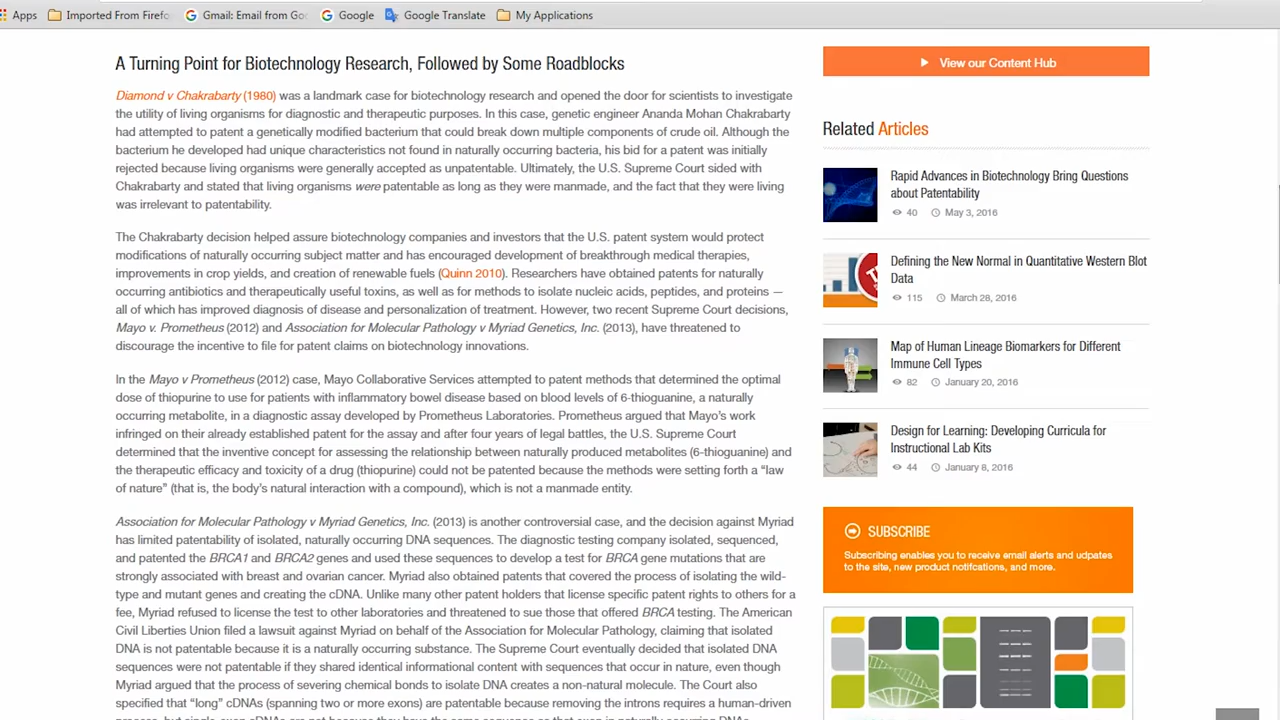 Apps Imported From Firefo Gmail: Email from Goo Google Google Translate My Applications
A Turning Point for Biotechnology Research, Followed by Some Roadblocks
Diamond v Chakrabarty (1980) was a landmark case for biotechnology research and opened the door for scientists to investigate
the utility of living organisms for diagnostic and therapeutic purposes. In this case, genetic engineer Ananda Mohan Chakrabarty
had attempted to patent a genetically modified bacterium that could break down multiple components of crude oil. Although the
bacterium he developed had unique characteristics not found in naturally occurring bacteria, his bid for a patent was initially
rejected because living organisms were generally accepted as unpatentable. Ultimately, the U.S. Supreme Court sided with
Chakrabarty and stated that living organisms were patentable as long as they were manmade, and the fact that they were living
was irrelevant to patentability.
The Chakrabarty decision helped assure biotechnology companies and investors that the U.S. patent system would protect
modifications of naturally occurring subject matter and has encouraged development of breakthrough medical therapies,
improvements in crop yields, and creation of renewable fuels (Quinn 2010). Researchers have obtained patents for naturally
occurring antibiotics and therapeutically useful toxins, as well as for methods to isolate nucleic acids, peptides, and proteins —
all of which has improved diagnosis of disease and personalization of treatment. However, two recent Supreme Court decisions,
Mayo v. Prometheus (2012) and Association for Molecular Pathology v Myriad Genetics, Inc. (2013), have threatened to
discourage the incentive to file for patent claims on biotechnology innovations.
In the Mayo v Prometheus (2012) case, Mayo Collaborative Services attempted to patent methods that determined the optimal
dose of thiopurine to use for patients with inflammatory bowel disease based on blood levels of 6-thioguanine, a naturally
occurring metabolite, in a diagnostic assay developed by Prometheus Laboratories. Prometheus argued that Mayo's work
infringed on their already established patent for the assay and after four years of legal battles, the U.S. Supreme Court
determined that the intangible concept for assessing the relationship between naturally produced metabolites (6-thioguanine) and
the therapeutic efficacy and toxicity of a drug (thiopurine) could not be patented because the methods were setting forth a “law
of nature” (that is, the body's natural interaction with a compound), which is not a manmade entity.
Association for Molecular Pathology v Myriad Genetics, Inc. (2013) is another controversial case, and the decision against Myriad
has limited patentability of isolated, naturally occurring DNA sequences. The diagnostic testing company isolated, sequenced,
and patented the BRCA1 and BRCA2 genes and used these sequences to develop a test for BRCA gene mutations that are
strongly associated with breast and ovarian cancer. Myriad also obtained patents that covered the process of isolating the wild-
type and mutant genes and creating the cDNA. Unlike many other patent holders that license specific patent rights to others for a
fee, Myriad refused to license the test to other laboratories and threatened to sue those that offered BRCA testing. The American
Civil Liberties Union filed a lawsuit against Myriad on behalf of the Association for Molecular Pathology, claiming that isolated
DNA is not patentable because it is a naturally occurring substance. The Supreme Court eventually decided that isolated DNA
sequences were not patentable if they shared identical informational content with sequences that occur in nature, even though
Myriad argued that the process of breaking chemical bonds to isolate DNA creates a nonnatural molecule. The Court also
specified that “long” cDNAs (spanning two or more exons) are patentable because excising the introns requires a human-driven
process, but single-exon cDNAs are not because they have the same sequence as that exon in naturally occurring DNAs.
View our Content Hub
Related Articles
Rapid Advances in Biotechnology Bring Questions
about Patentability
40 May 3, 2016
Defining the New Normal in Quantitative Western Blot
Data
115 March 28, 2016
Map of Human Lineage Biomarkers for Different
Immune Cell Types
82 January 20, 2016
Design for Learning: Developing Curricula for
Instructional Lab Kits
44 January 8, 2016
SUBSCRIBE
Subscribing enables you to receive email alerts and udpates
to the site, new product notifcations, and more.